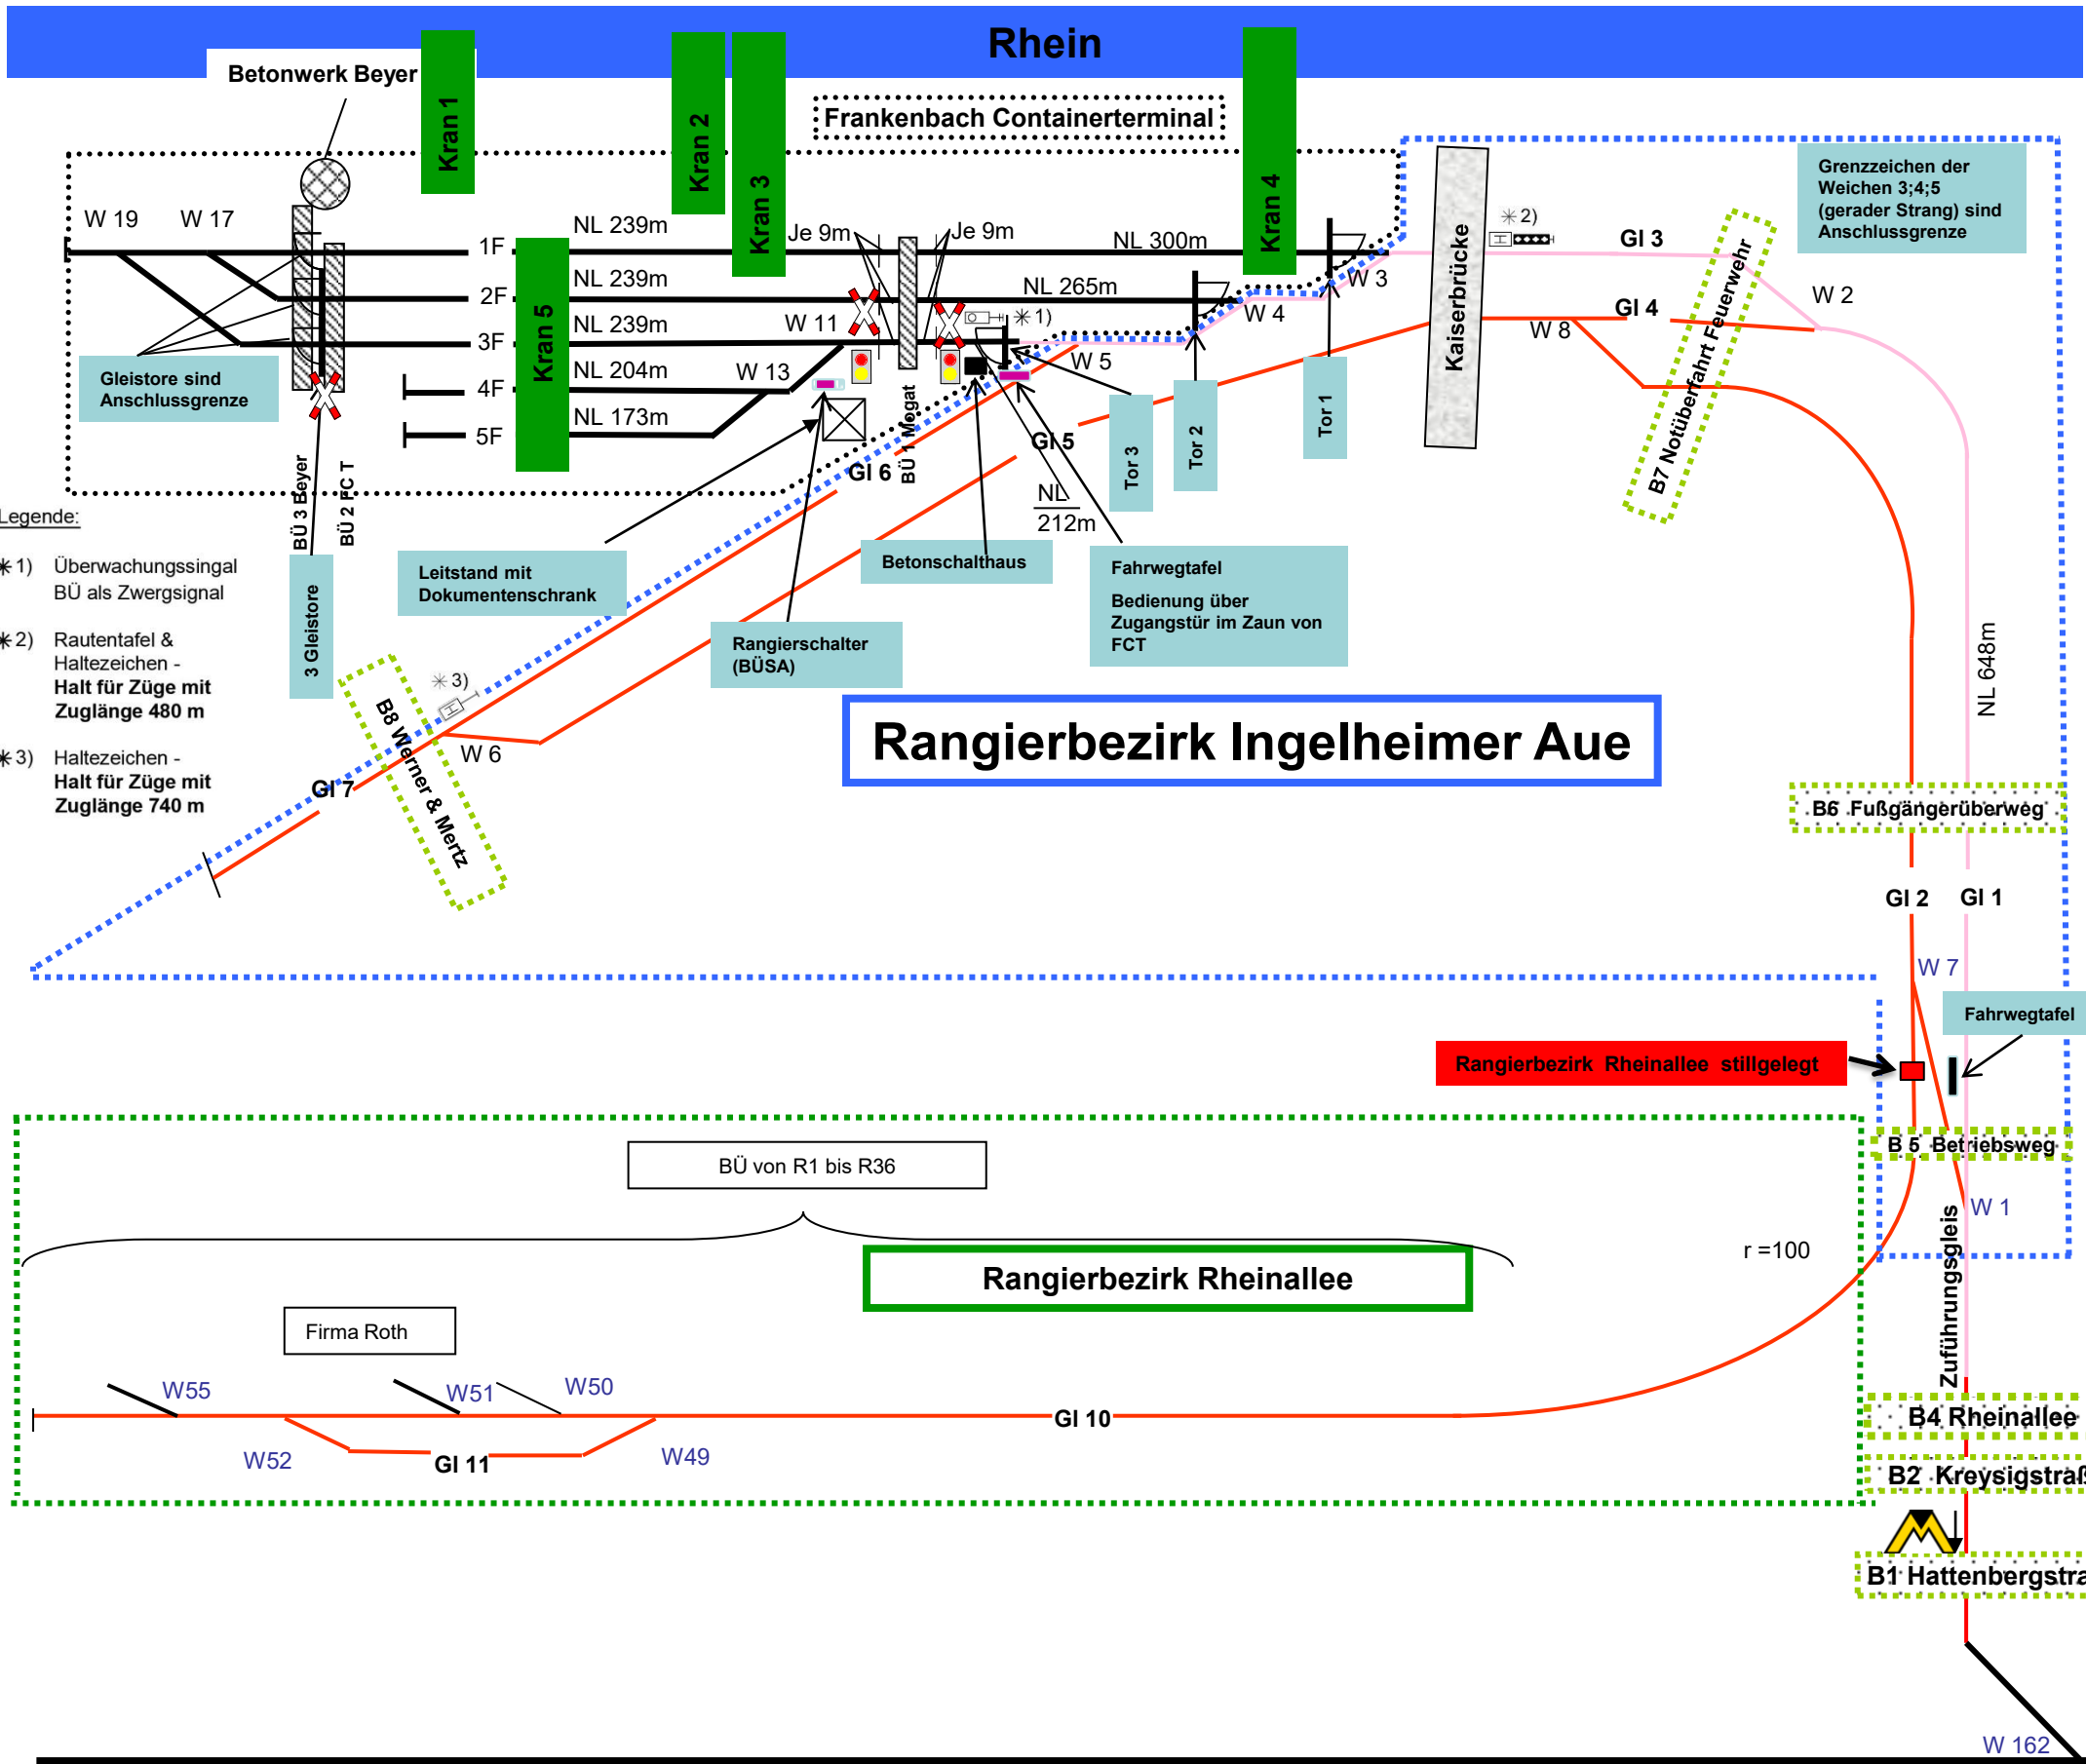 Rhein
Betonwerk Beyer
Kran 1
Kran 2
Kran 3
Kran 4
Frankenbach Containerterminal
Grenzzeichen der
Weichen 3;4;5
(gerader Strang) sind
Anschlussgrenze
W 19
W 17
1F
NL 239m
Je 9m
Je 9m
NL 300m
2F
NL 239m
NL 265m
3F
NL 239m
W 11
1)
4F
NL 204m
W 13
5F
NL 173m
Kran 5
W 3
W 4
W 5
Kaiserbrücke
2)
Gl 3
Gl 4
W 2
W 8
B7 Notüberfahrt Feuerwehr
Gleistore sind
Anschlussgrenze
BÜ 3 Beyer
BÜ 2 FCT
BÜ 1 Mogat
Gl 6
Gl 5
NL
212m
Tor 3
Tor 2
Tor 1
Legende:
1) Überwachungssingal
BÜ als Zwergsignal
2) Rautentafel &
Haltezeichen -
Halt für Züge mit
Zuglänge 480 m
3) Haltezeichen -
Halt für Züge mit
Zuglänge 740 m
3 Gleistore
Leitstand mit
Dokumentenschrank
Betonschalthaus
Fahrwegtafel
Bedienung über
Zugangstür im Zaun von
FCT
Rangierschalter
(BÜSA)
3)
B8 Werner & Mertz
W 6
Gl 7
Rangierbezirk Ingelheimer Aue
NL 648m
B6 Fußgängerüberweg
Gl 2
Gl 1
W 7
Fahrwegtafel
Rangierbezirk Rheinallee stillgelegt
B 5 Betriebsweg
W 1
Zuführungsgleis
r =100
BÜ von R1 bis R36
Rangierbezirk Rheinallee
Firma Roth
W55
W51
W50
Gl 10
W52
Gl 11
W49
B4 Rheinallee
B2 Kreysigstraß
B1 Hattenbergstra
W 162